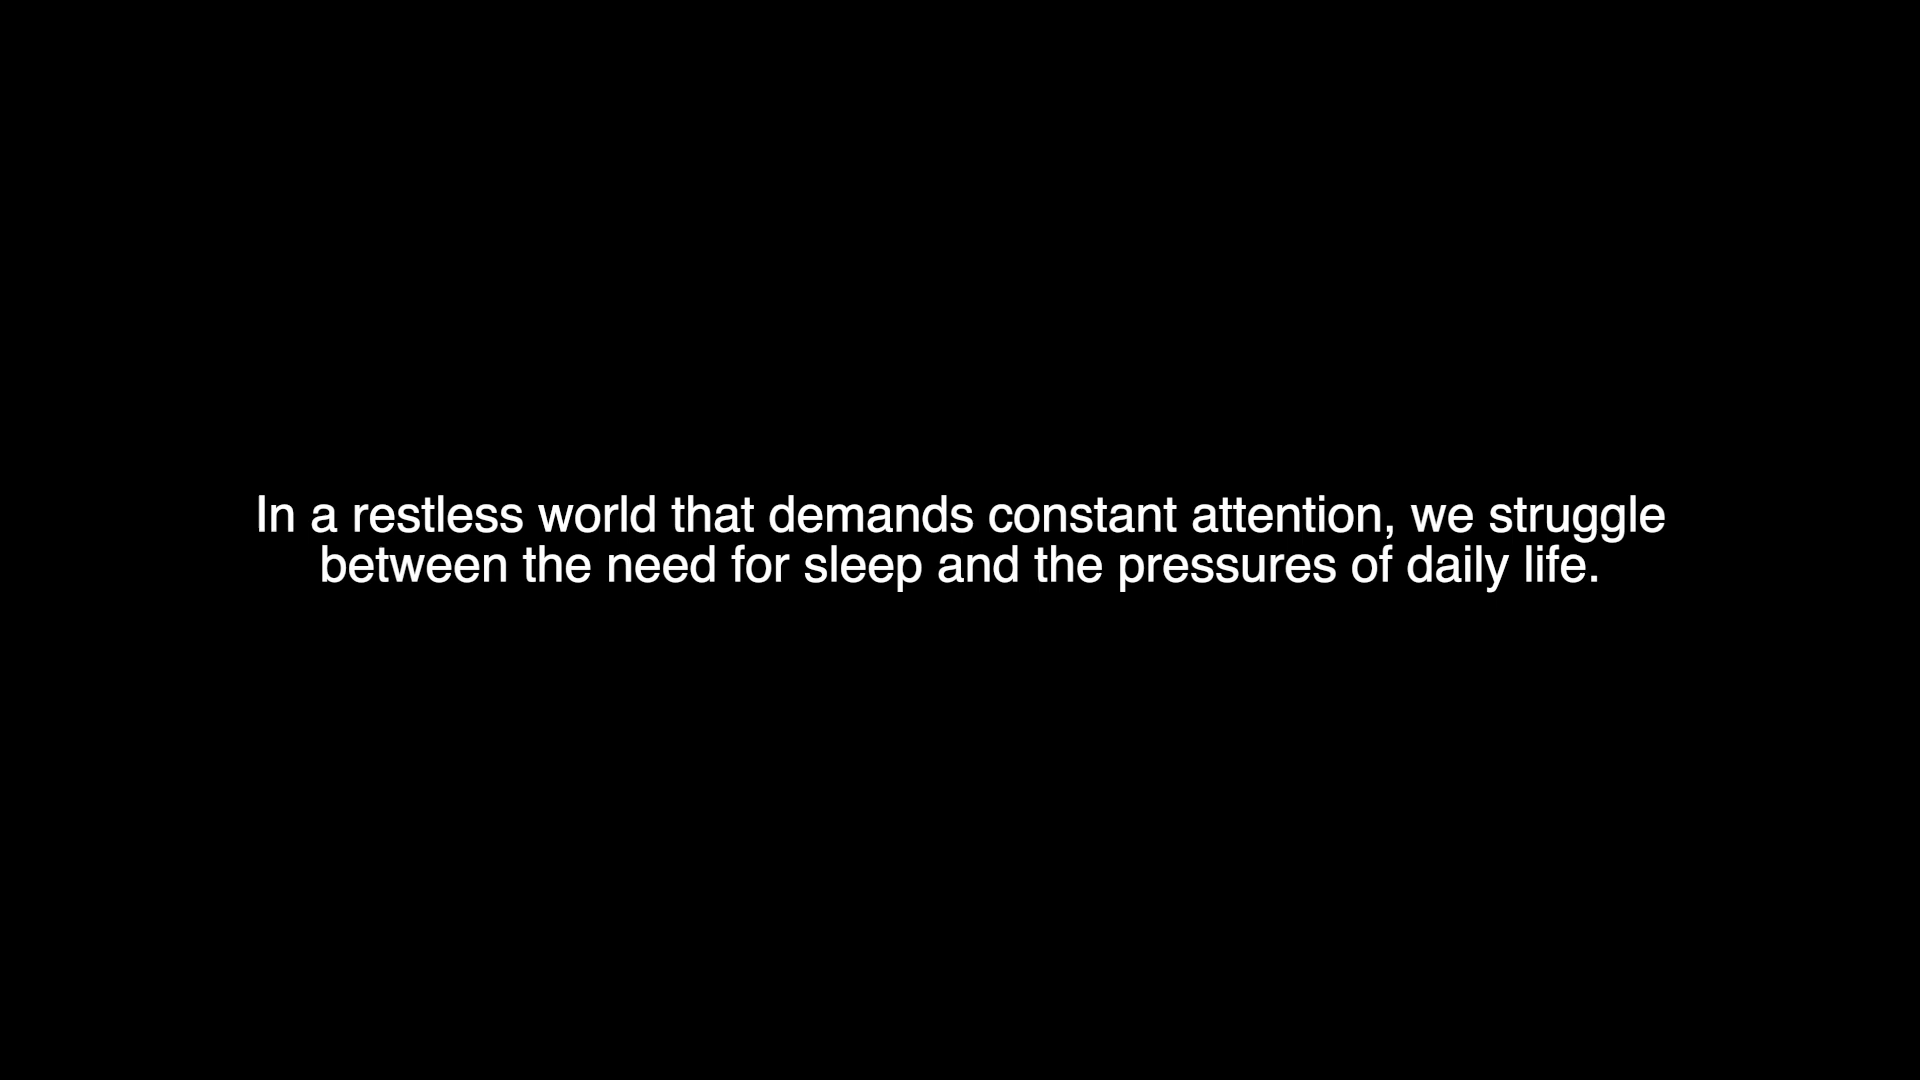 In a restless world that demands constant attention, we struggle
between the need for sleep and the pressures of daily life.